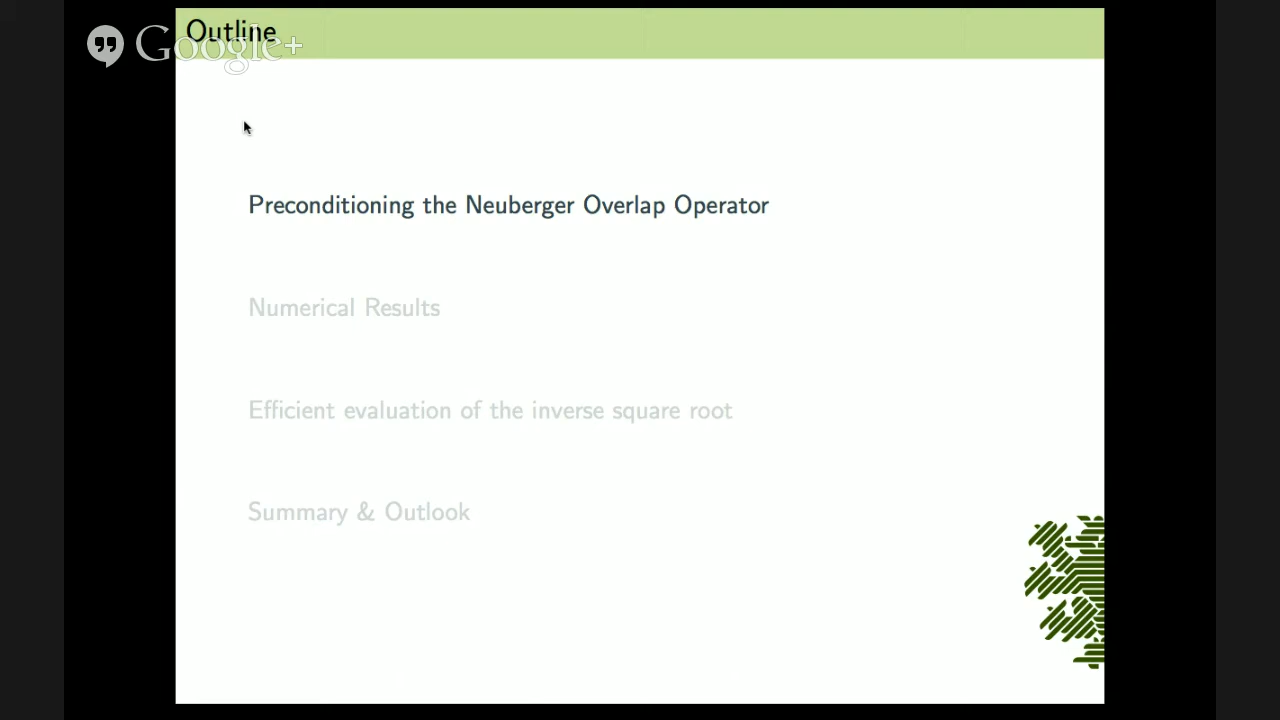 Outline
Google+
Preconditioning the Neuberger Overlap Operator
Numerical Results
Efficient evaluation of the inverse square root
Summary & Outlook